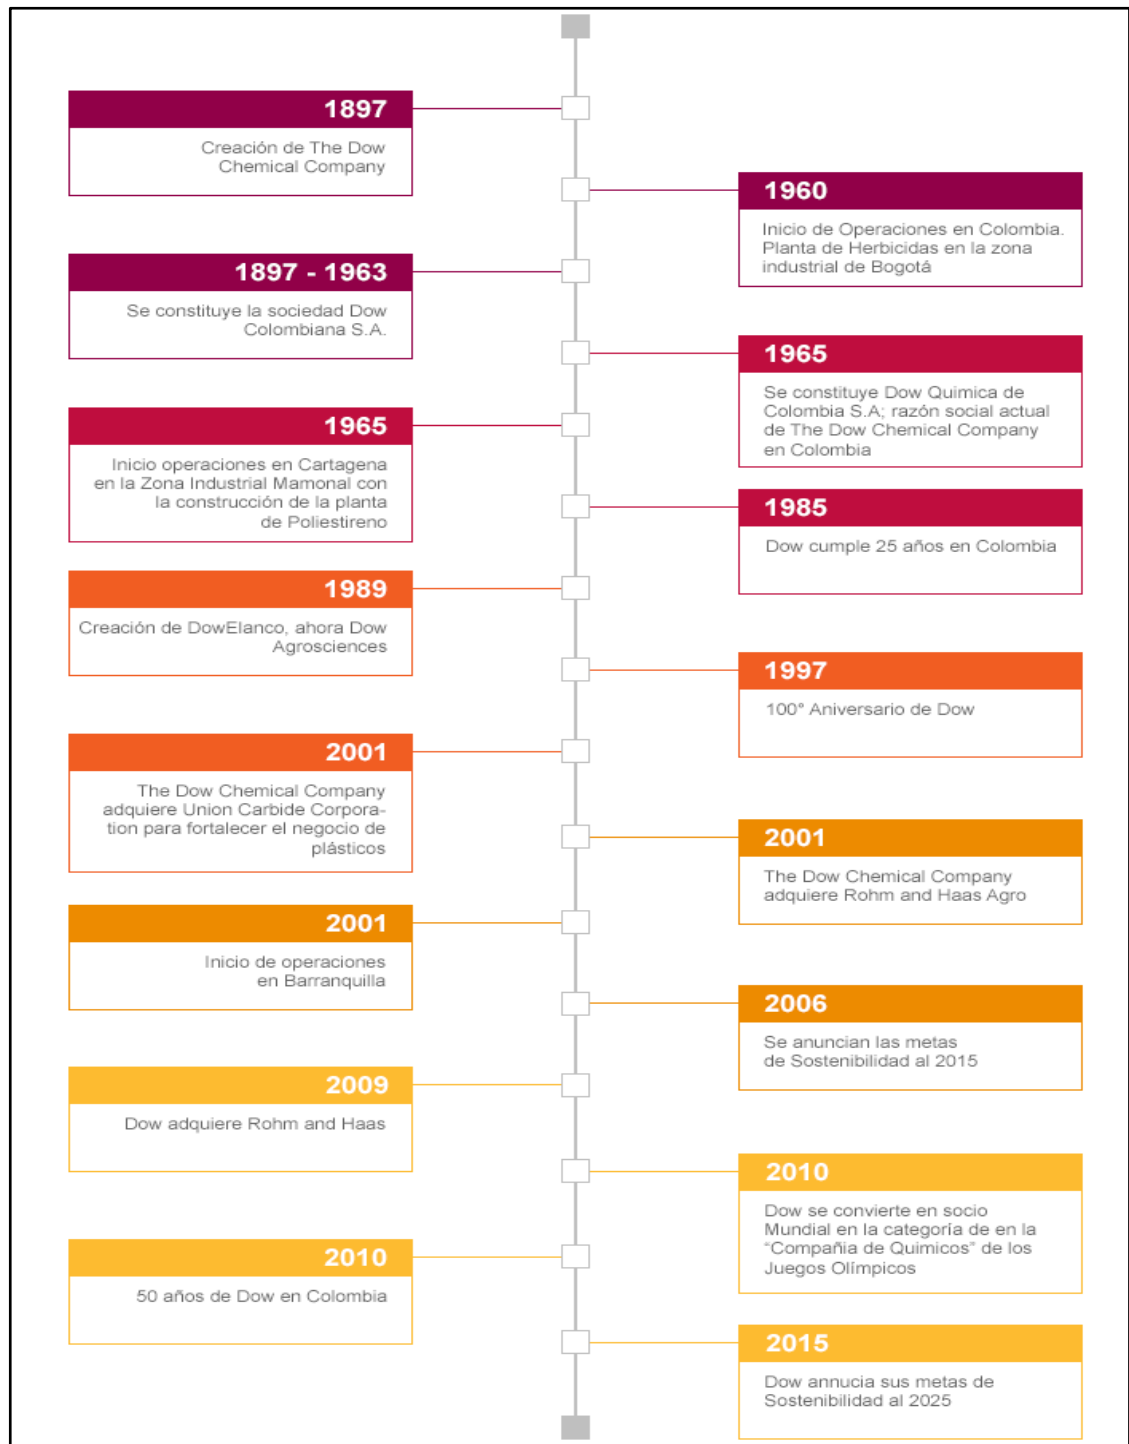 1897
Creación de The Dow
Chemical Company
1960
Inicio de Operaciones en Colombia.
Planta de Herbicidas en la zona
industrial de Bogotá
1897 - 1963
Se constituye la sociedad Dow
Colombiana S.A.
1965
Se constituye Dow Quimica de
Colombia S.A; razón social actual
de The Dow Chemical Company
en Colombia
1965
Inicio operaciones en Cartagena
en la Zona Industrial Mamonal con
la construcción de la planta
de Poliestireno
1985
Dow cumple 25 años en Colombia
1989
Creación de DowElanco, ahora Dow
Agrosciences
1997
100° Aniversario de Dow
2001
The Dow Chemical Company
adquiere Union Carbide Corpora-
tion para fortalecer el negocio de
plásticos
2001
The Dow Chemical Company
adquiere Rohm and Haas Agro
2001
Inicio de operaciones
en Barranquilla
2006
Se anuncian las metas
de Sostenibilidad al 2015
2009
Dow adquiere Rohm and Haas
2010
Dow se convierte en socio
Mundial en la categoría de en la
“Compañia de Quimicos” de los
Juegos Olímpicos
2010
50 años de Dow en Colombia
2015
Dow annucia sus metas de
Sostenibilidad al 2025